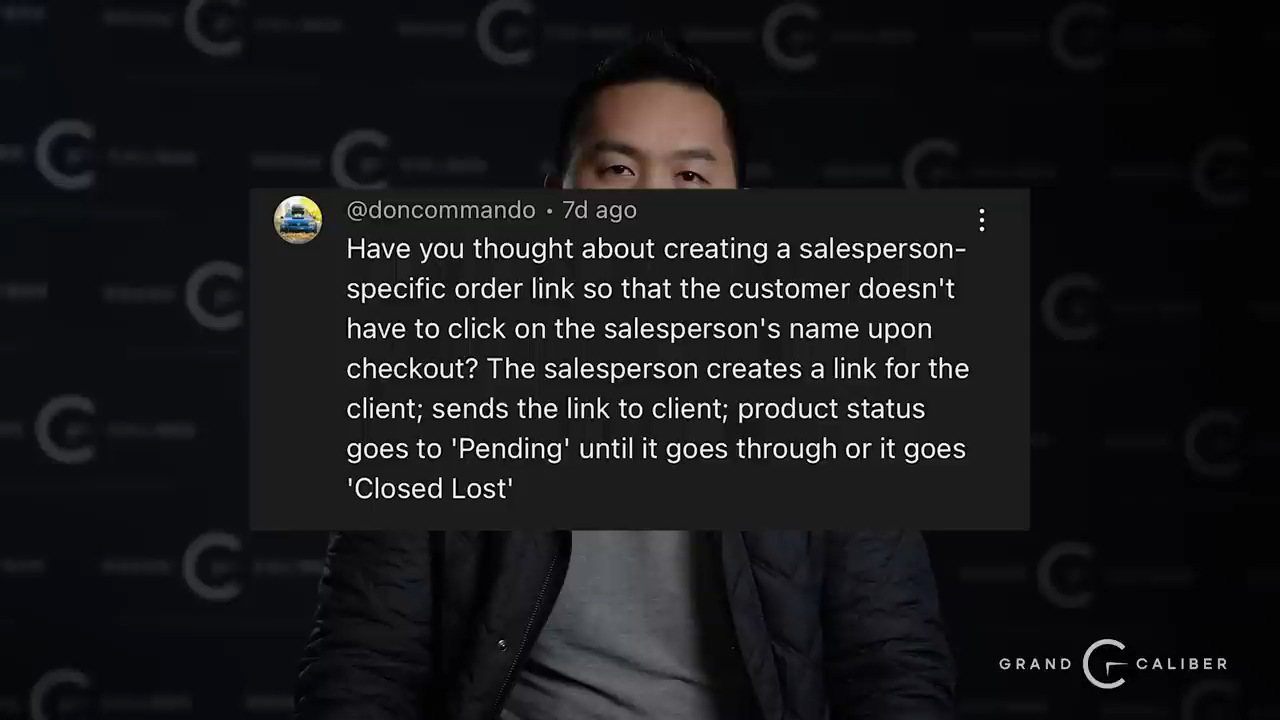 @doncommando • 7d ago
Have you thought about creating a salesperson-
specific order link so that the customer doesn't
have to click on the salesperson's name upon
checkout? The salesperson creates a link for the
client; sends the link to client; product status
goes to 'Pending' until it goes through or it goes
'Closed Lost'
GRAND CALIBER